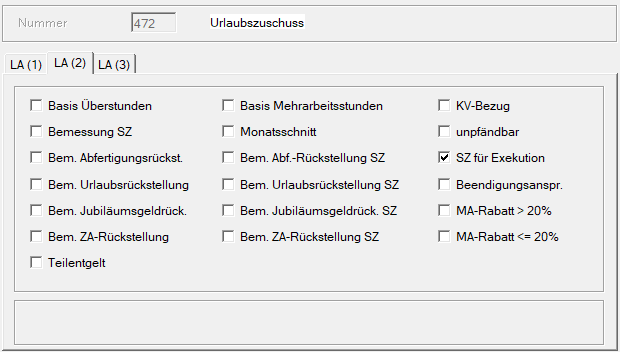 Nummer 472 Urlaubszuschuss
LA (1) LA (2) LA (3)
Basis Überstunden Basis Mehrarbeitsstunden KV-Bezug
Bemessung SZ Monatsschnitt unpfändbar
Bem. Abfertigungsrückst. Bem. Abf.-Rückstellung SZ SZ für Exekution
Bem. Urlaubsrückstellung Bem. Urlaubsrückstellung SZ Beendigungsanspr.
Bem. Jubiläumsgeldrück. Bem. Jubiläumsgeldrück. SZ MA-Rabatt > 20%
Bem. ZA-Rückstellung Bem. ZA-Rückstellung SZ MA-Rabatt <= 20%
Teilentgelt